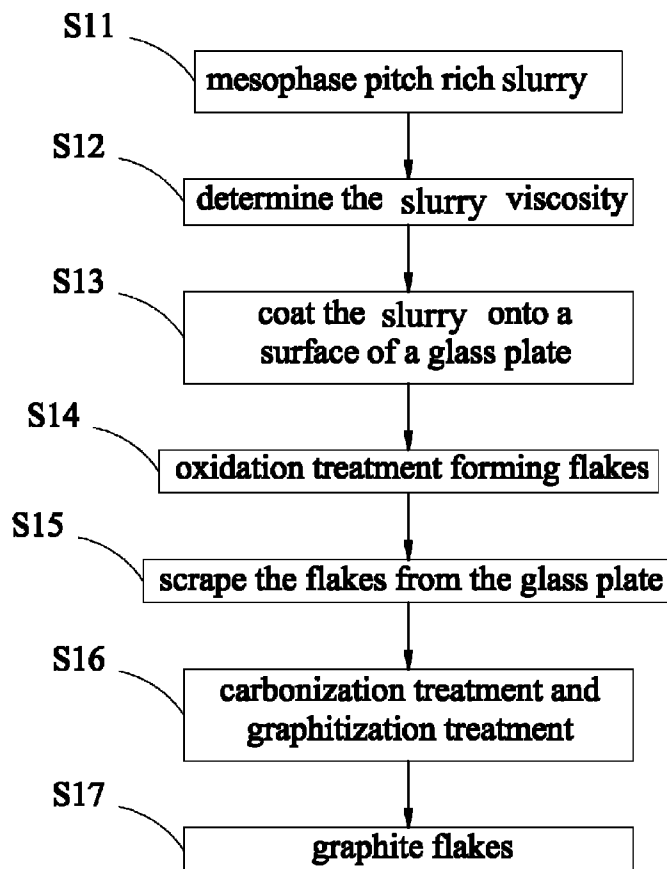 S11
mesophase pitch rich slurry
S12
determine the slurry viscosity
S13
coat the slurry onto a
surface of a glass plate
S14
oxidation treatment forming flakes
S15
scrape the flakes from the glass plate
S16
carbonization treatment and
graphitization treatment
S17
graphite flakes